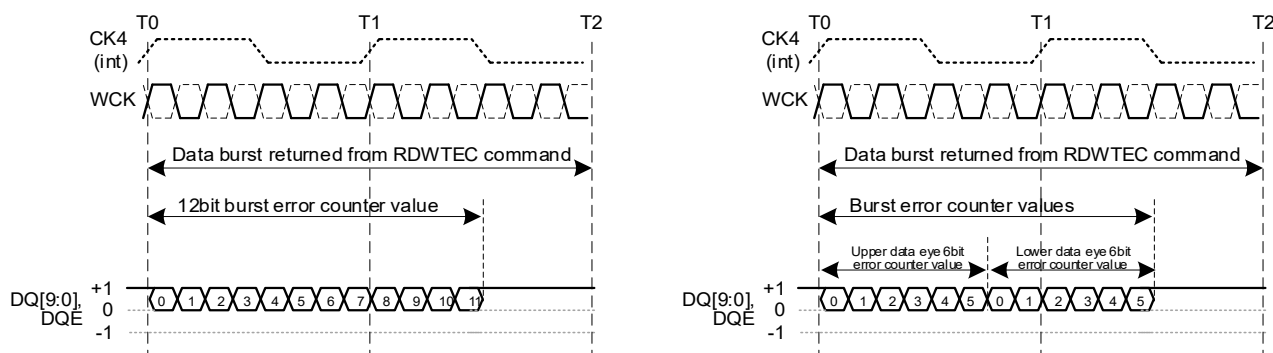 T0 T1 T2
CK4
(int)
WCK
Data burst returned from RDWTEC command
12bit burst error counter value
DQ[9:0],
DQE
+1
0
-1
0 1 2 3 4 5 6 7 8 9 10 11
T0 T1 T2
CK4
(int)
WCK
Data burst returned from RDWTEC command
Burst error counter values
Upper data eye 6bit
error counter value
Lower data eye 6bit
error counter value
DQ[9:0],
DQE
+1
0
-1
0 1 2 3 4 5 0 1 2 3 4 5